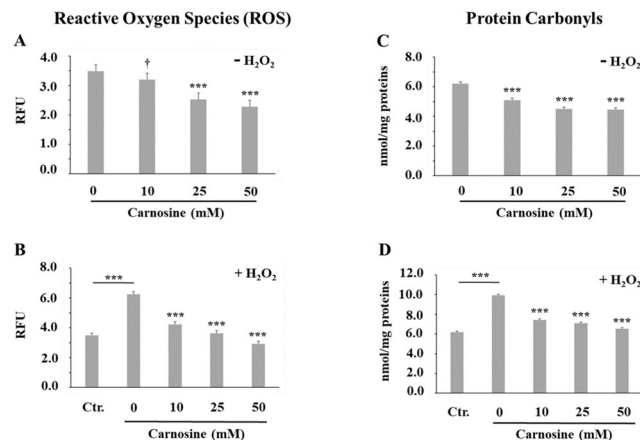 Reactive Oxygen Species (ROS)
Protein Carbonyls
A
− H₂O₂
†
***
***
RFU
4.0
3.0
2.0
1.0
0.0
0 10 25 50
Carnosine (mM)
C
− H₂O₂
***
***
***
nmol/mg proteins
8.0
6.0
4.0
2.0
0.0
0 10 25 50
Carnosine (mM)
B
+ H₂O₂
***
***
***
***
RFU
8.0
6.0
4.0
2.0
0.0
Ctr. 0 10 25 50
Carnosine (mM)
D
+ H₂O₂
***
***
***
***
nmol/mg proteins
12.0
10.0
8.0
6.0
4.0
2.0
0.0
Ctr. 0 10 25 50
Carnosine (mM)